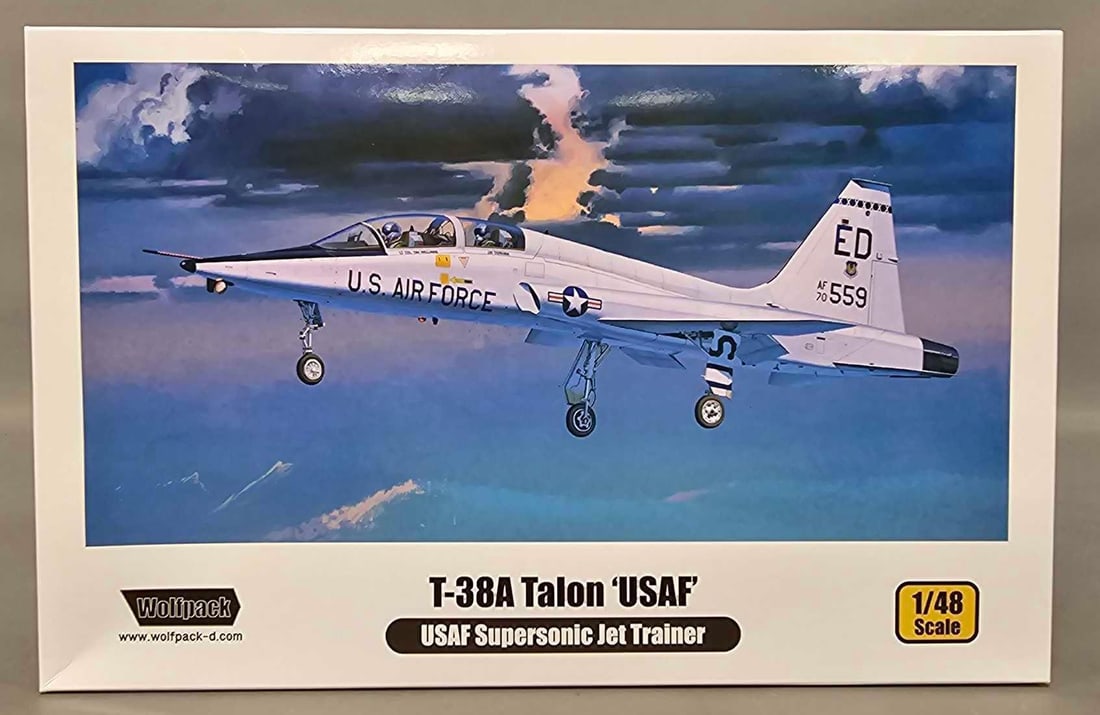 U.S. AIR FORCE
ED
AF
70 559
S
Wolfpack
www.wolfpack-d.com
T-38A Talon ‘USAF’
USAF Supersonic Jet Trainer
1/48
Scale